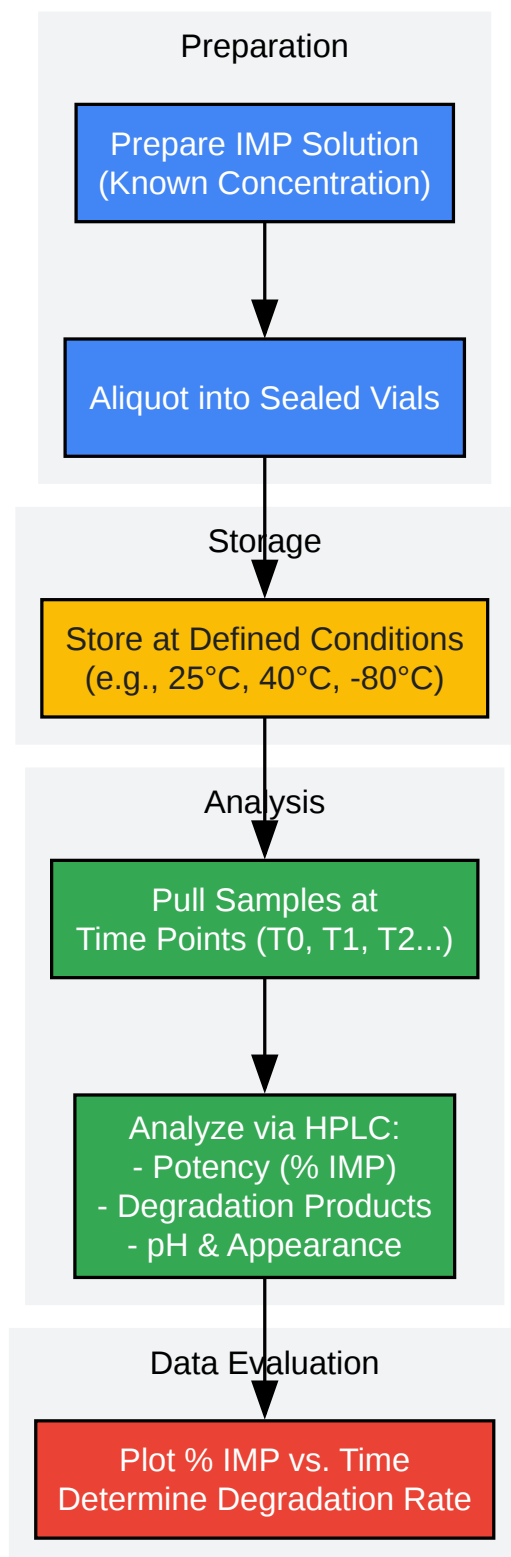 Preparation
Prepare IMP Solution
(Known Concentration)
Aliquot into Sealed Vials
Storage
Store at Defined Conditions
(e.g., 25°C, 40°C, -80°C)
Analysis
Pull Samples at
Time Points (T0, T1, T2...)
Analyze via HPLC:
- Potency (% IMP)
- Degradation Products
- pH & Appearance
Data Evaluation
Plot % IMP vs. Time
Determine Degradation Rate